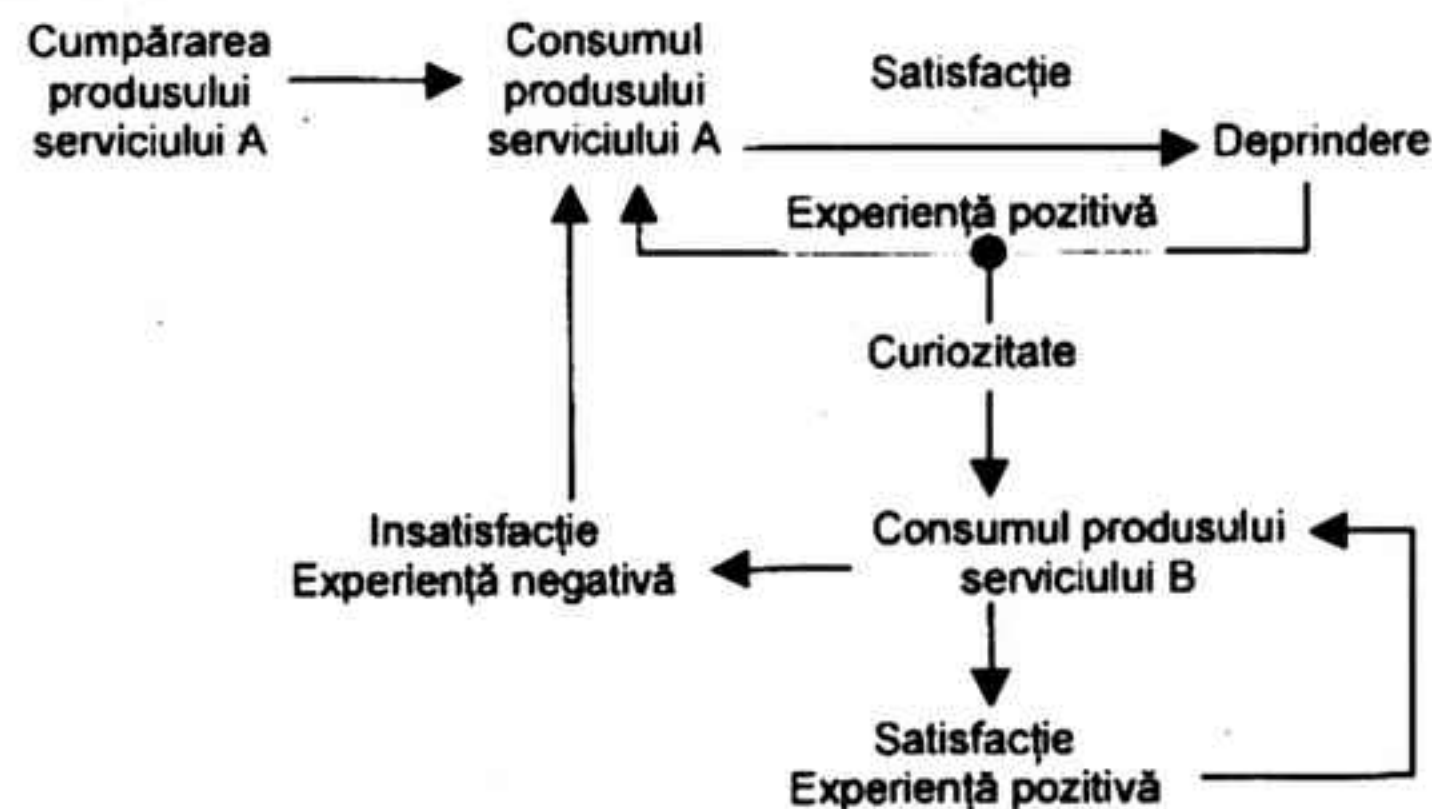 Cumpărarea
produsului
serviciului A
Consumul
produsului
serviciului A
Satisfacție
Deprindere
Experiență pozitivă
Curiozitate
Insatisfacție
Experiență negativă
Consumul produsului
serviciului B
Satisfacție
Experiență pozitivă